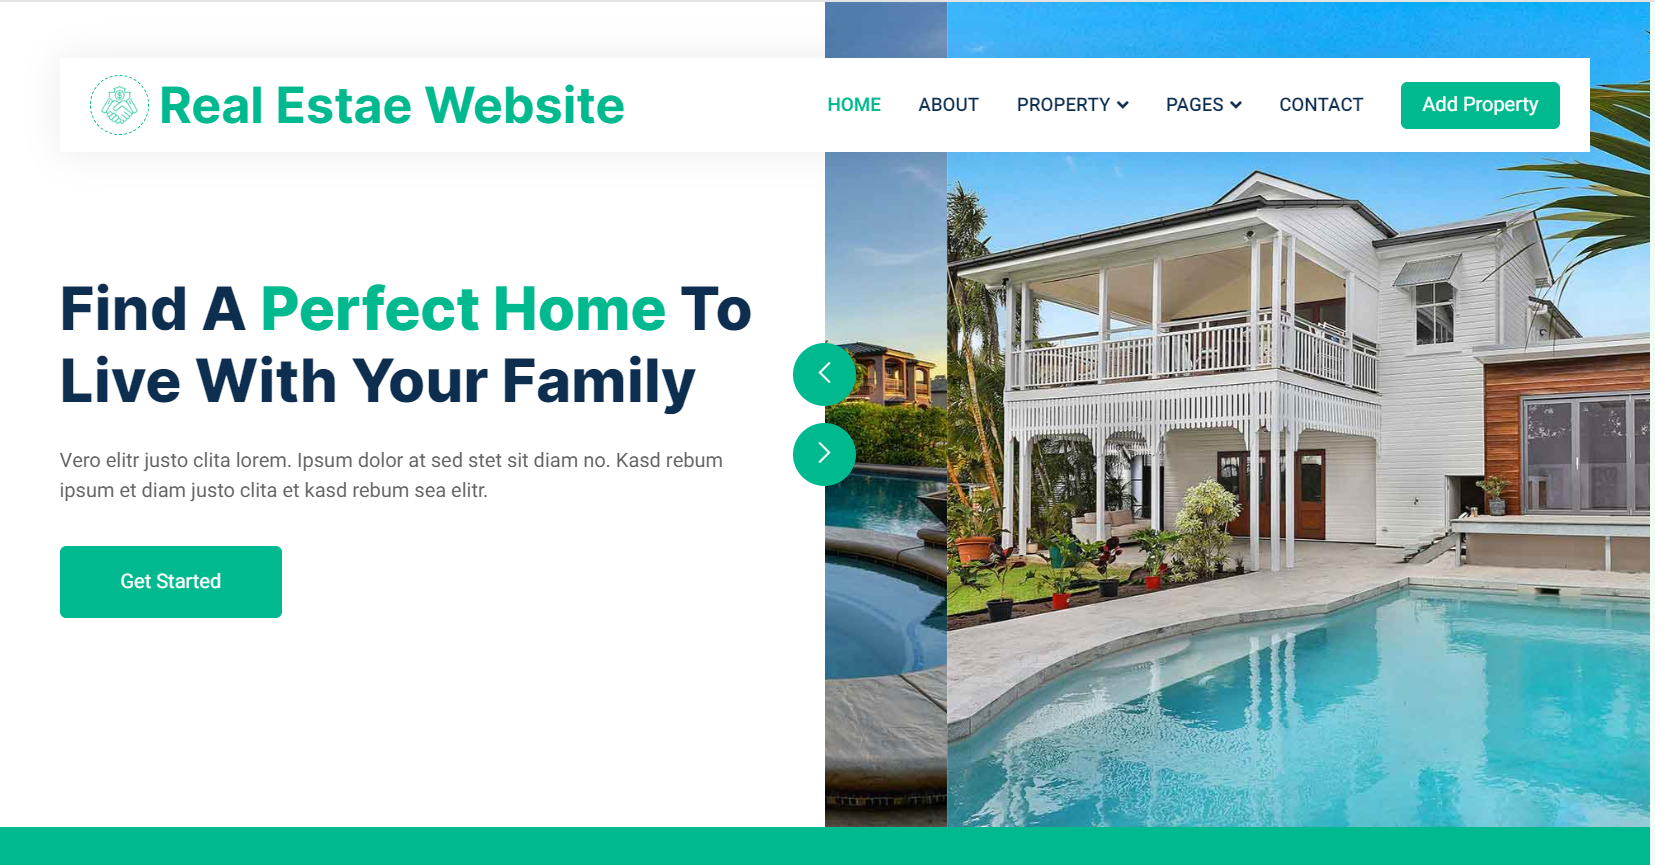 Real Estae Website
HOME
ABOUT
PROPERTY
PAGES
CONTACT
Add Property
Find A Perfect Home To
Live With Your Family
Vero elitr justo clita lorem. Ipsum dolor at sed stet sit diam no. Kasd rebum
ipsum et diam justo clita et kasd rebum sea elitr.
Get Started